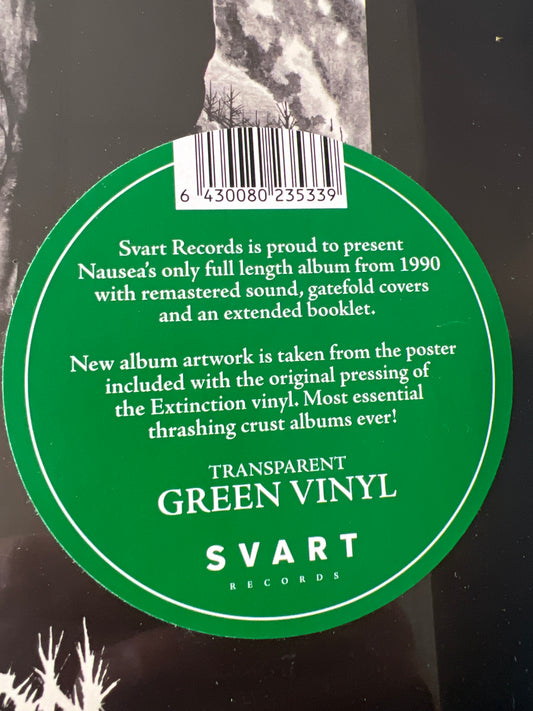 6 430080 235339
Svart Records is proud to present
Nausea's only full length album from 1990
with remastered sound, gatefold covers
and an extended booklet.
New album artwork is taken from the poster
included with the original pressing of
the Extinction vinyl. Most essential
thrashing crust albums ever!
TRANSPARENT
GREEN VINYL
SVART
RECORDS